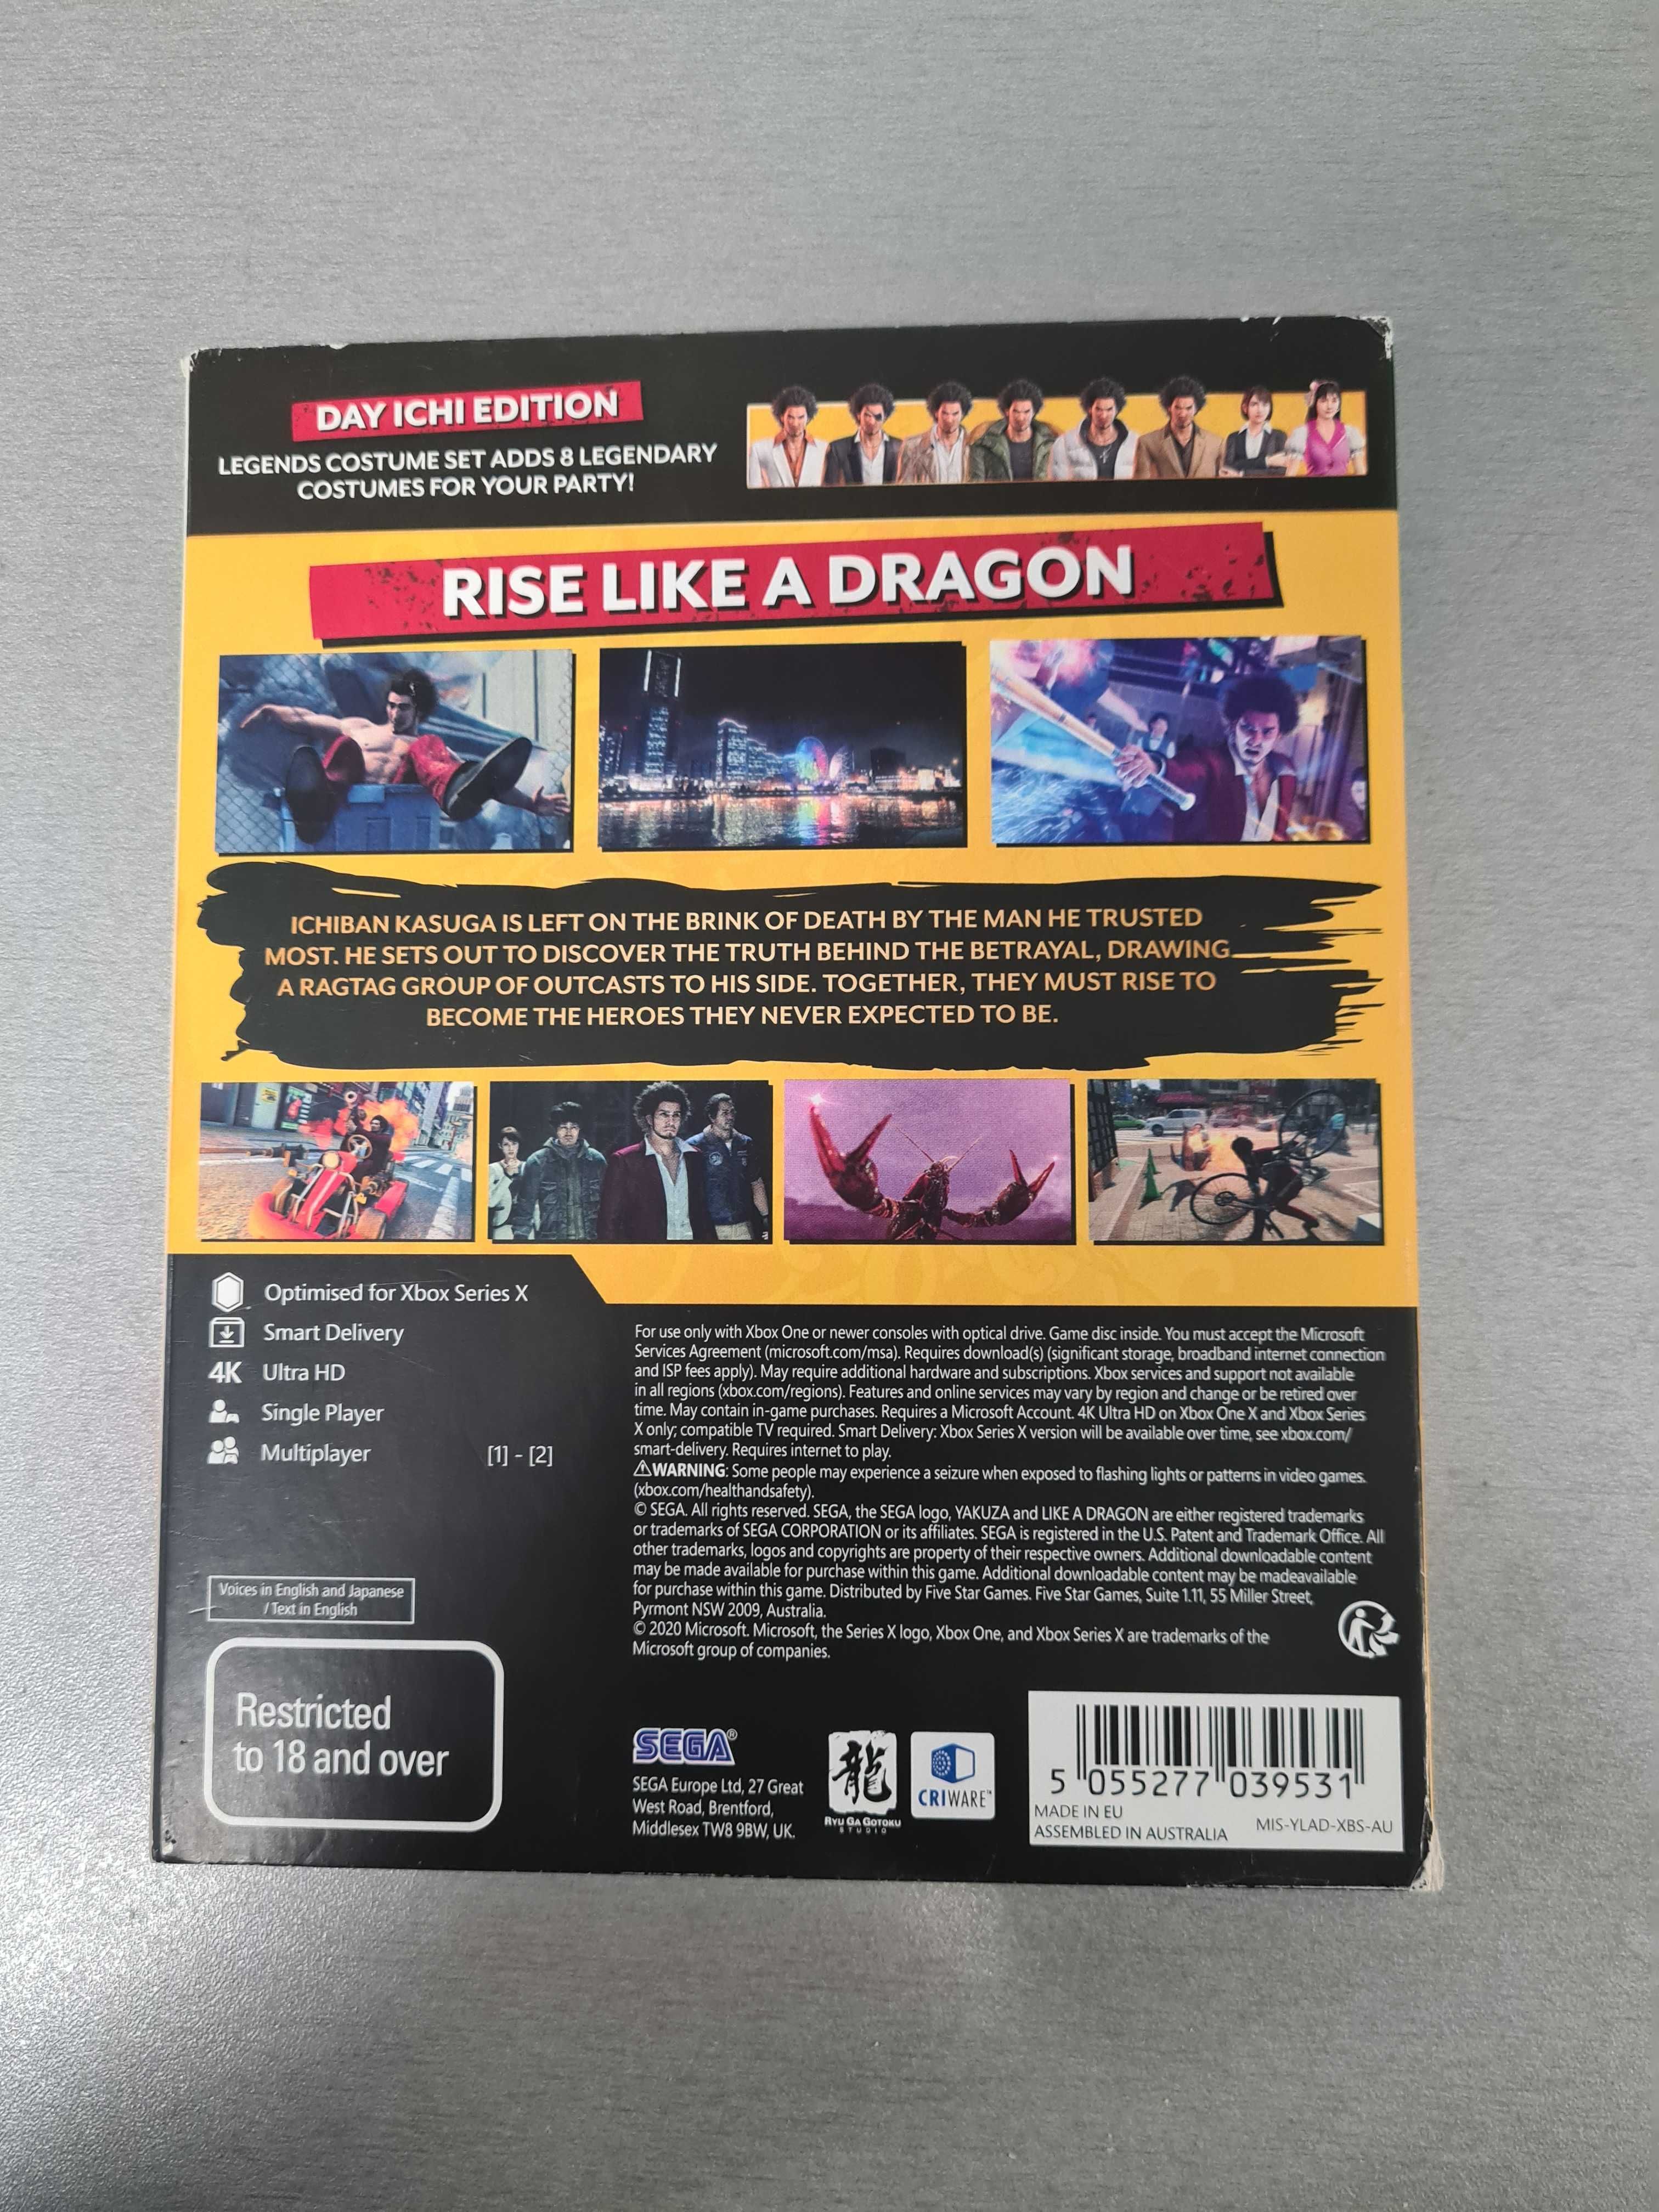 DAY ICHI EDITION
LEGENDS COSTUME SET ADDS 8 LEGENDARY
COSTUMES FOR YOUR PARTY!
RISE LIKE A DRAGON
ICHIBAN KASUGA IS LEFT ON THE BRINK OF DEATH BY THE MAN HE TRUSTED
MOST. HE SETS OUT TO DISCOVER THE TRUTH BEHIND THE BETRAYAL, DRAWING
A RAGTAG GROUP OF OUTCASTS TO HIS SIDE. TOGETHER, THEY MUST RISE TO
BECOME THE HEROES THEY NEVER EXPECTED TO BE.
Optimised for Xbox Series X
Smart Delivery
4K Ultra HD
Single Player
Multiplayer [1] - [2]
For use only with Xbox One or newer consoles with optical drive. Game disc inside. You must accept the Microsoft
Services Agreement (microsoft.com/msa). Requires download(s) (significant storage, broadband internet connection
and ISP fees apply). May require additional hardware and subscriptions. Xbox services and support not available
in all regions (xbox.com/regions). Features and online services may vary by region and change or be retired over
time. May contain in-game purchases. Requires a Microsoft Account. 4K Ultra HD on Xbox One X and Xbox Series
X only; compatible TV required. Smart Delivery: Xbox Series X version will be available over time, see xbox.com/
smart-delivery. Requires internet to play.
⚠WARNING: Some people may experience a seizure when exposed to flashing lights or patterns in video games.
(xbox.com/healthandsafety).
© SEGA. All rights reserved. SEGA, the SEGA logo, YAKUZA and LIKE A DRAGON are either registered trademarks
or trademarks of SEGA CORPORATION or its affiliates. SEGA is registered in the U.S. Patent and Trademark Office. All
other trademarks, logos and copyrights are property of their respective owners. Additional downloadable content
may be made available for purchase within this game. Additional downloadable content may be madeavailable
for purchase within this game. Distributed by Five Star Games. Five Star Games, Suite 1.11, 55 Miller Street,
Pyrmont NSW 2009, Australia.
© 2020 Microsoft. Microsoft, the Series X logo, Xbox One, and Xbox Series X are trademarks of the
Microsoft group of companies.
Voices in English and Japanese
/ Text in English
Restricted
to 18 and over
SEGA®
SEGA Europe Ltd, 27 Great
West Road, Brentford,
Middlesex TW8 9BW, UK.
龍
RYU GA GOTOKU
STUDIO
CRIWARE™
5 055277 039531
MADE IN EU
ASSEMBLED IN AUSTRALIA
MIS-YLAD-XBS-AU